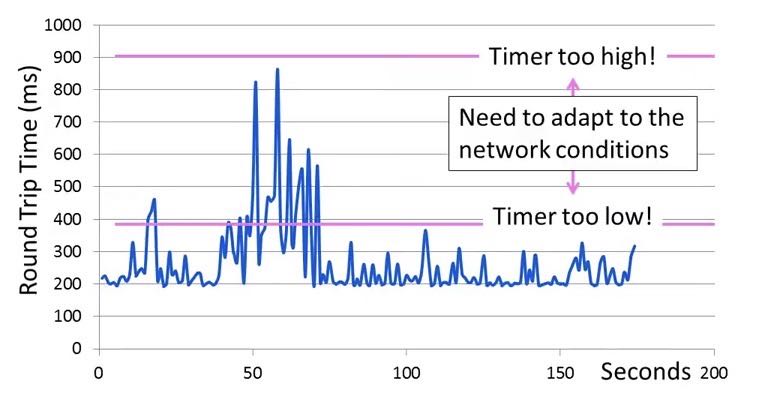 1000
900
800
700
600
500
400
300
200
100
0
Round Trip Time (ms)
Timer too high!
Need to adapt to the
network conditions
Timer too low!
0 50 100 150 Seconds 200